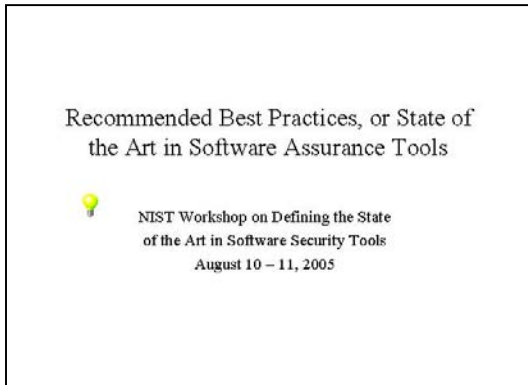 Recommended Best Practices, or State of
the Art in Software Assurance Tools
NIST Workshop on Defining the State
of the Art in Software Security Tools
August 10 – 11, 2005